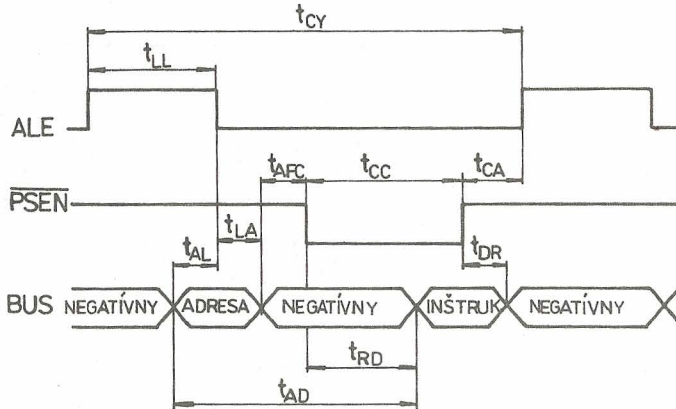 tCY
tLL
ALE
tAFC tCC tCA
PSEN
tLA
tAL tDR
BUS NEGATÍVNY ADRESA NEGATÍVNY INŠTRUK NEGATÍVNY
tRD
tAD